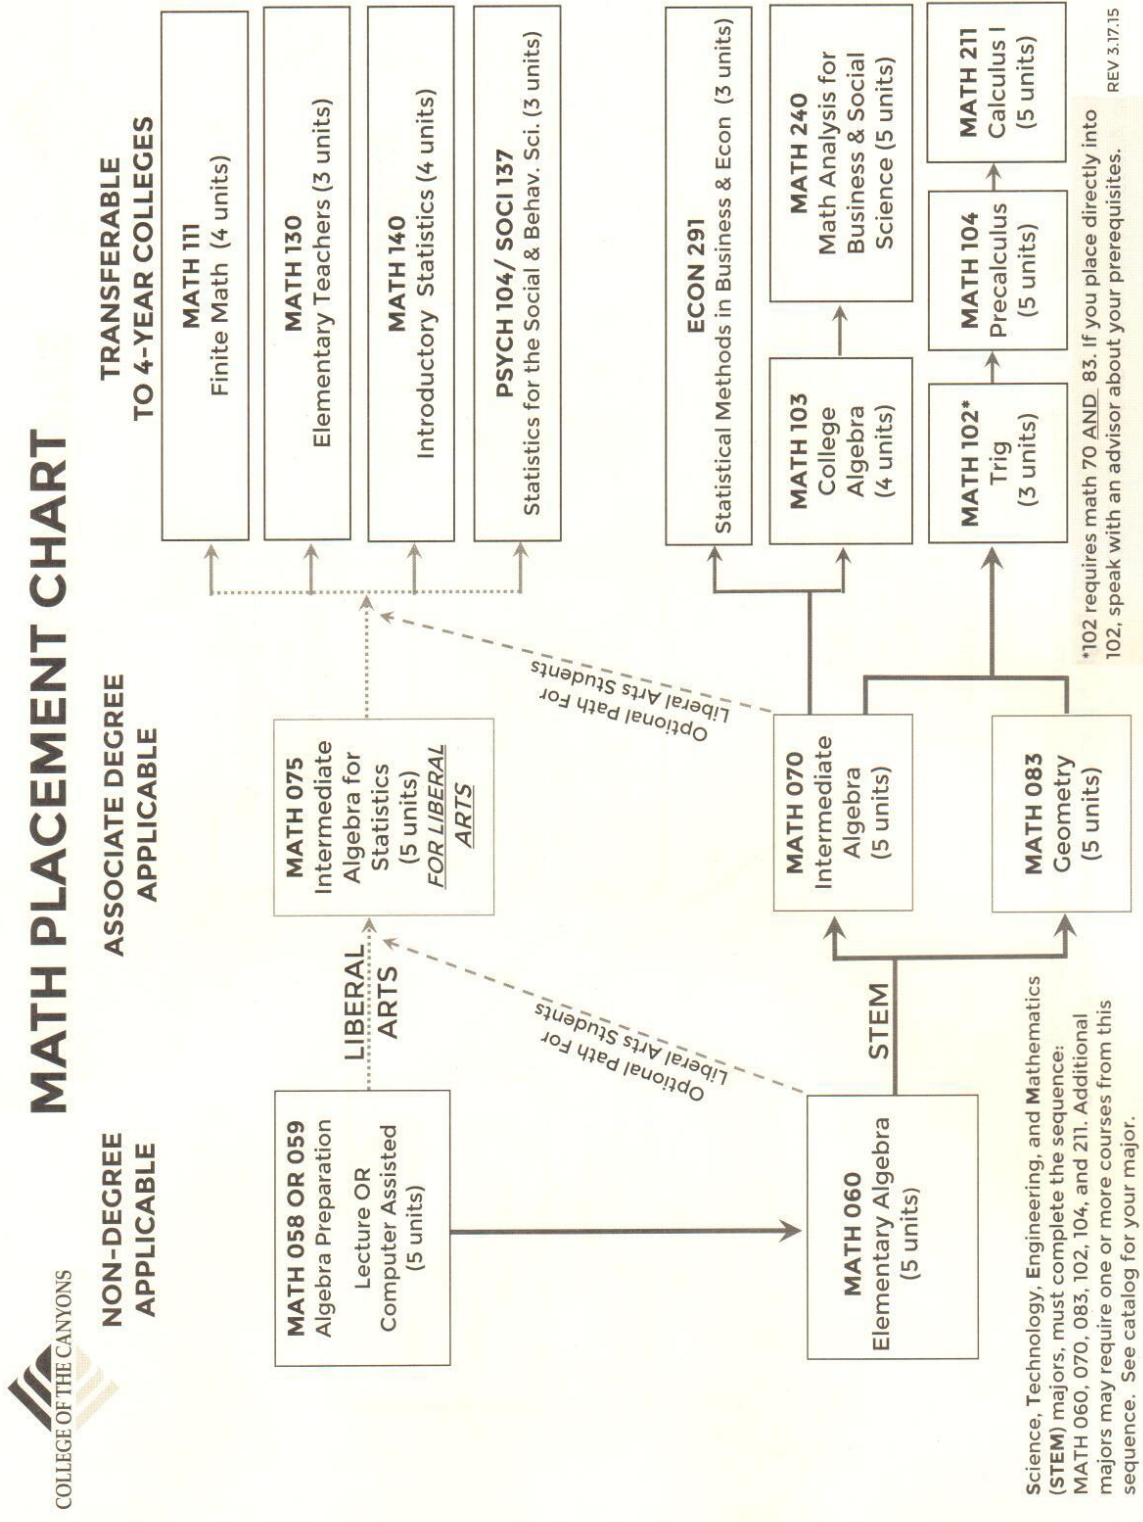 COLLEGE OF THE CANYONS
MATH PLACEMENT CHART
NON-DEGREE
APPLICABLE
ASSOCIATE DEGREE
APPLICABLE
TRANSFERABLE
TO 4-YEAR COLLEGES
MATH 058 OR 059
Algebra Preparation
Lecture OR
Computer Assisted
(5 units)
LIBERAL
ARTS
MATH 075
Intermediate
Algebra for
Statistics
(5 units)
FOR LIBERAL
ARTS
MATH 111
Finite Math (4 units)
MATH 130
Elementary Teachers (3 units)
MATH 140
Introductory Statistics (4 units)
PSYCH 104/ SOCI 137
Statistics for the Social & Behav. Sci. (3 units)
Optional Path For
Liberal Arts Students
Optional Path For
Liberal Arts Students
MATH 060
Elementary Algebra
(5 units)
STEM
MATH 070
Intermediate
Algebra
(5 units)
MATH 083
Geometry
(5 units)
ECON 291
Statistical Methods in Business & Econ (3 units)
MATH 103
College
Algebra
(4 units)
MATH 240
Math Analysis for
Business & Social
Science (5 units)
MATH 102*
Trig
(3 units)
MATH 104
Precalculus
(5 units)
MATH 211
Calculus I
(5 units)
Science, Technology, Engineering, and Mathematics
(STEM) majors, must complete the sequence:
MATH 060, 070, 083, 102, 104, and 211. Additional
majors may require one or more courses from this
sequence. See catalog for your major.
*102 requires math 70 AND 83. If you place directly into
102, speak with an advisor about your prerequisites.
REV 3.17.15